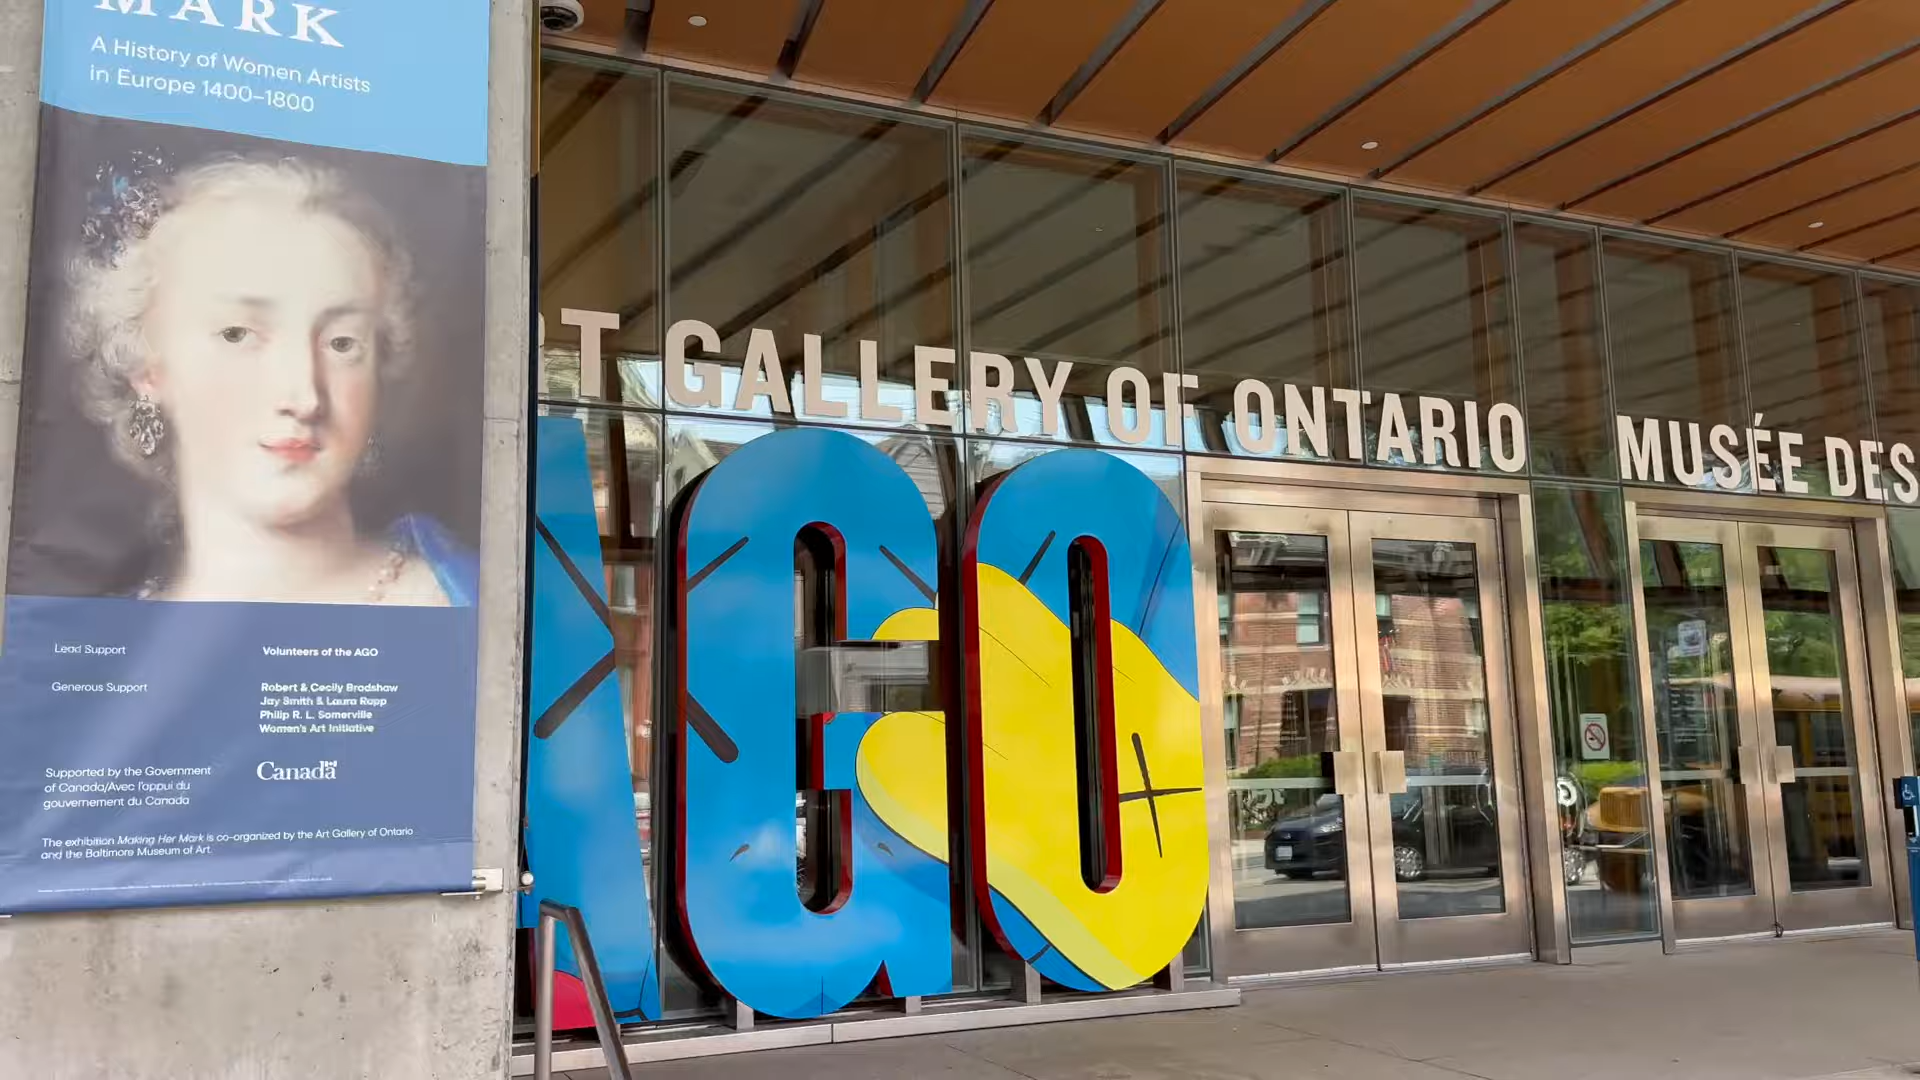 MARK
A History of Women Artists
in Europe 1400–1800
Lead Support
Volunteers of the AGO
Generous Support
Robert & Cecily Bradshaw
Jay Smith & Laura Rapp
Philip R. L. Somerville
Women's Art Initiative
Supported by the Government
of Canada/Avec l'appui du
gouvernement du Canada
Canada
The exhibition Making Her Mark is co-organized by the Art Gallery of Ontario
and the Baltimore Museum of Art.
RT GALLERY OF ONTARIO
MUSÉE DES
AGO